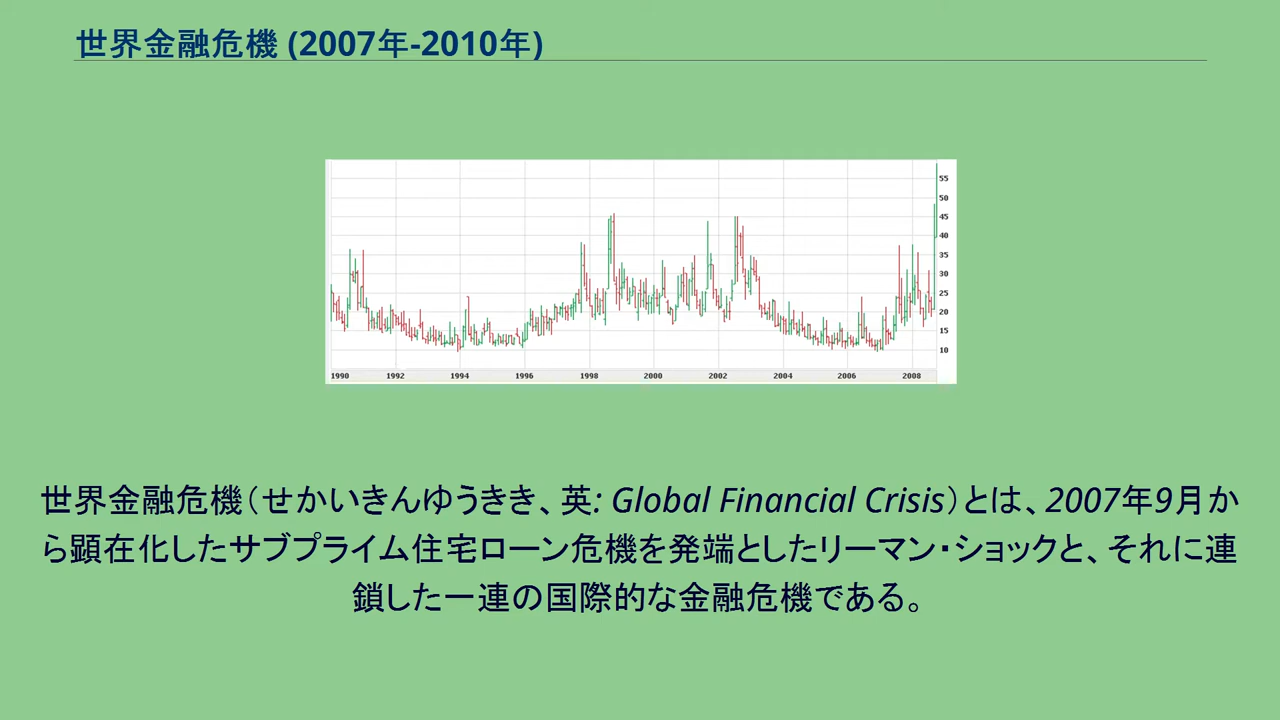 世界金融危機 (2007年-2010年)
55
50
45
40
35
30
25
20
15
10
1990 1992 1994 1996 1998 2000 2002 2004 2006 2008
世界金融危機（せかいきんゆうきき、英: Global Financial Crisis）とは、2007年9月か
ら顕在化したサブプライム住宅ローン危機を発端としたリーマン・ショックと、それに連
鎖した一連の国際的な金融危機である。